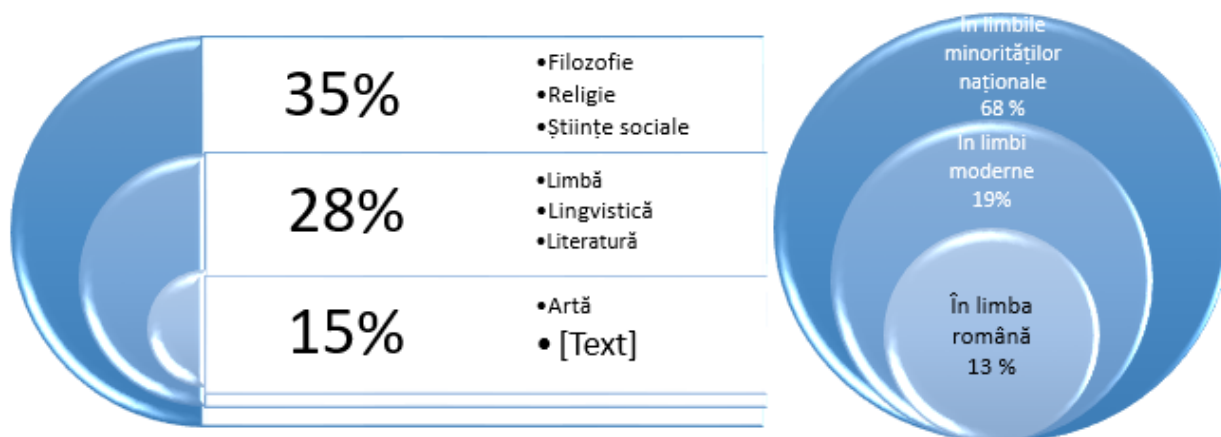 35%
•Filozofie
•Religie
•Științe sociale
28%
•Limbă
•Lingvistică
•Literatură
15%
•Artă
• [Text]
În limbile
minorităților
naționale
68 %
În limbi
moderne
19%
În limba
română
13 %